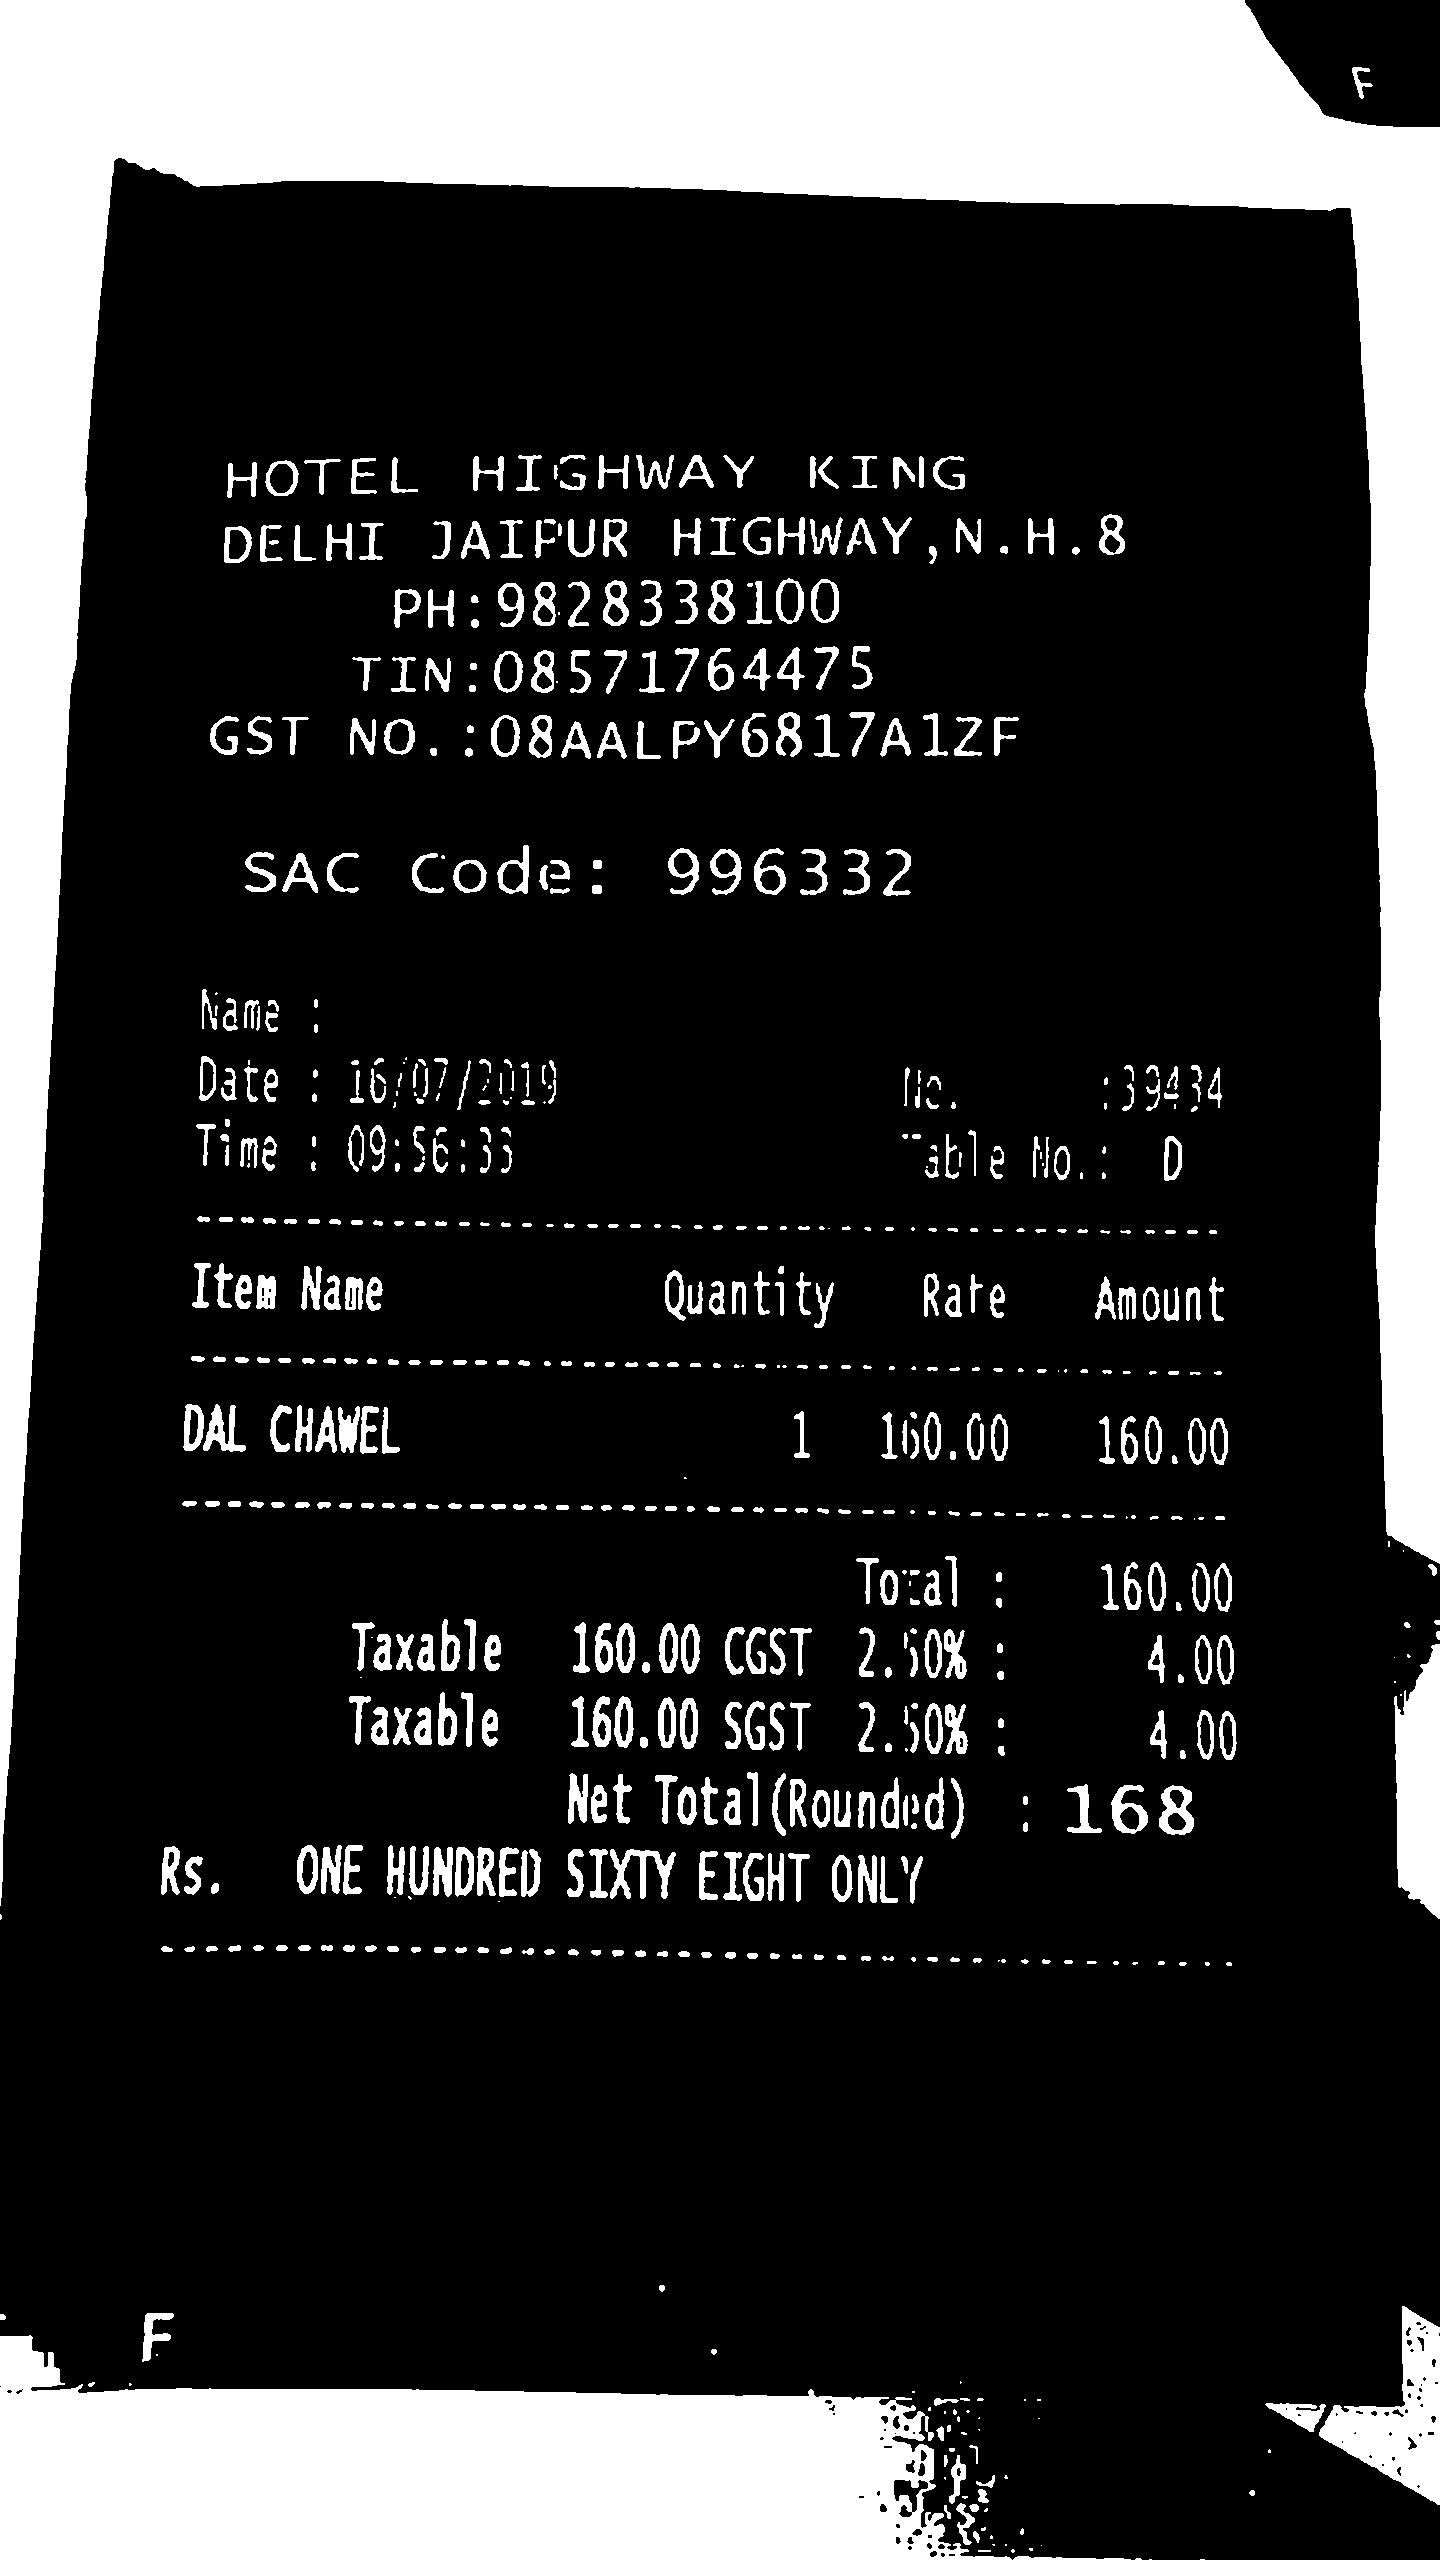 F
HOTEL HIGHWAY KING
DELHI JAIPUR HIGHWAY,N.H.8
PH:9828338100
TIN:08571764475
GST NO.:08AALPY6817A1ZF
SAC Code: 996332
Name :
Date : 16/07/2019 No. :39434
Time : 09:56:33 Table No.: D
Item Name Quantity Rate Amount
DAL CHAWEL 1 160.00 160.00
Total : 160.00
Taxable 160.00 CGST 2.50% : 4.00
Taxable 160.00 SGST 2.50% : 4.00
Net Total(Rounded) : 168
Rs. ONE HUNDRED SIXTY EIGHT ONLY
F